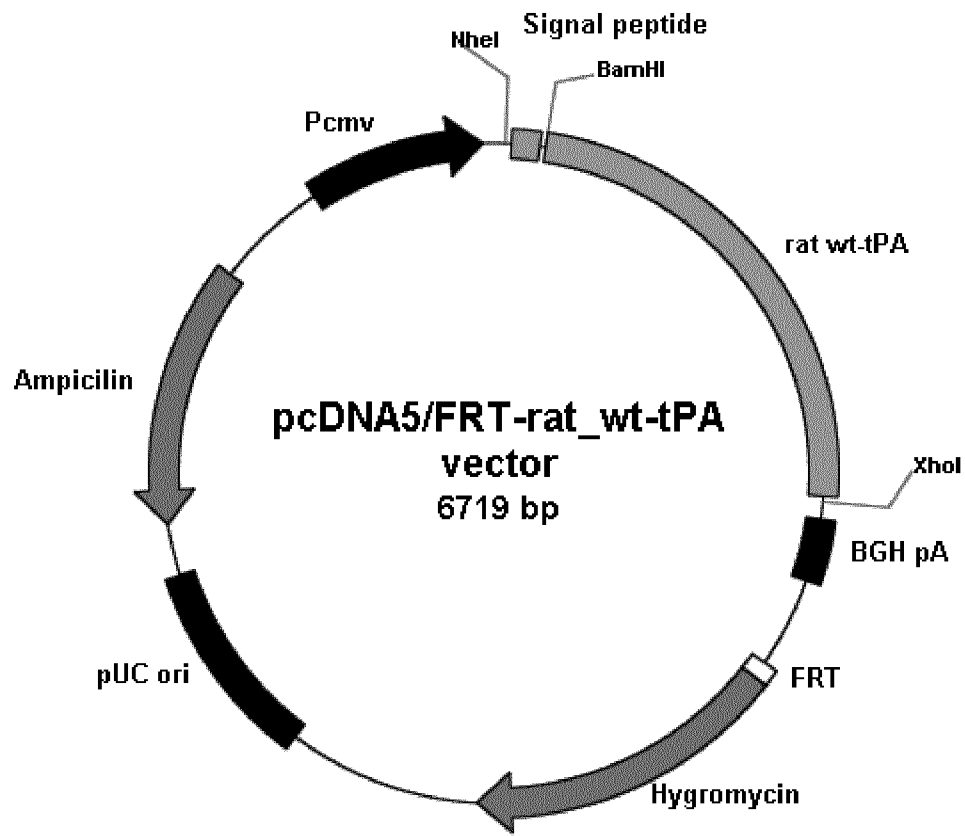 Signal peptide
NheI
BamHI
Pcmv
rat wt-tPA
Ampicilin
pcDNA5/FRT-rat_wt-tPA
vector
6719 bp
XhoI
BGH pA
pUC ori
FRT
Hygromycin